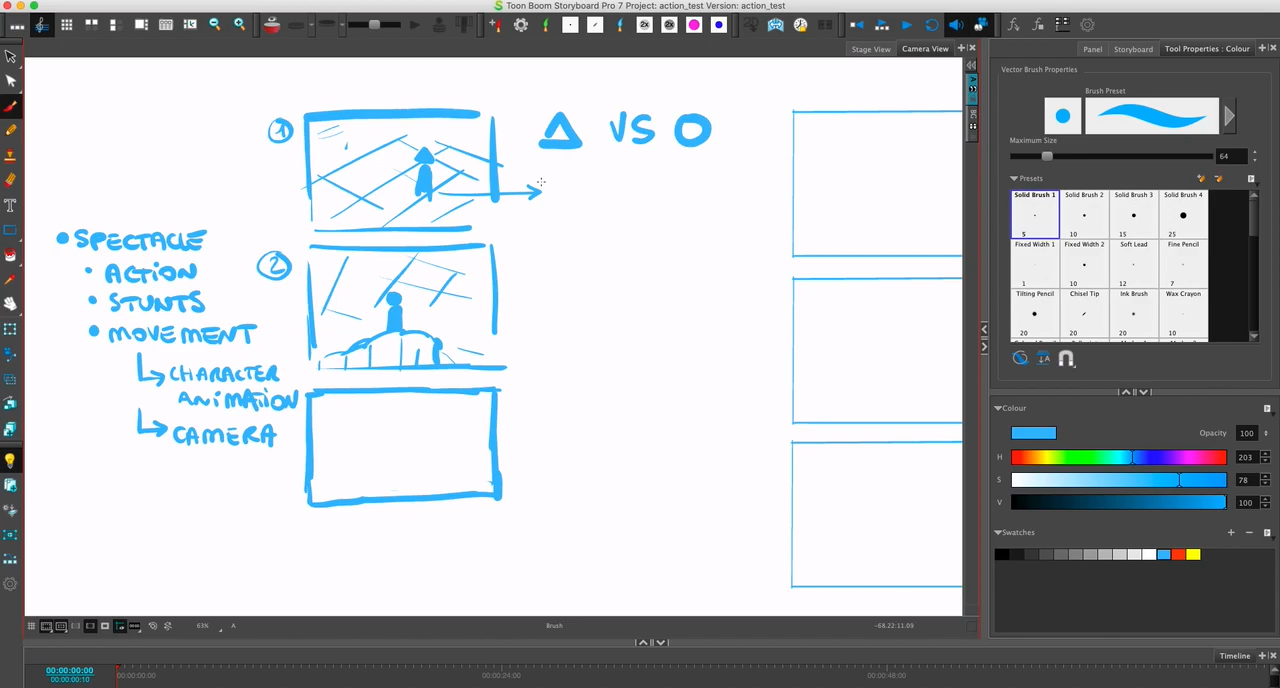 Toon Boom Storyboard Pro 7 Project: action_test Version: action_test
Stage View
Camera View
Panel
Storyboard
Tool Properties : Colour
Vector Brush Properties
Brush Preset
Maximum Size
64
Presets
Solid Brush 1
Solid Brush 2
Solid Brush 3
Solid Brush 4
5
10
15
25
Fixed Width 1
Fixed Width 2
Soft Lead
Fine Pencil
1
10
12
7
Tilting Pencil
Chisel Tip
Ink Brush
Wax Crayon
20
20
20
10
Colour
Opacity
100
H
203
S
78
V
100
Swatches
1
Δ VS O
• SPECTACLE
• ACTION
• STUNTS
• MOVEMENT
↳ CHARACTER
ANIMATION
↳ CAMERA
2
BG
63%
A
Brush
-68.22:11.09
Timeline
00:00:00:00
00:00:00:10
00:00:00:00
00:00:24:00
00:00:48:00